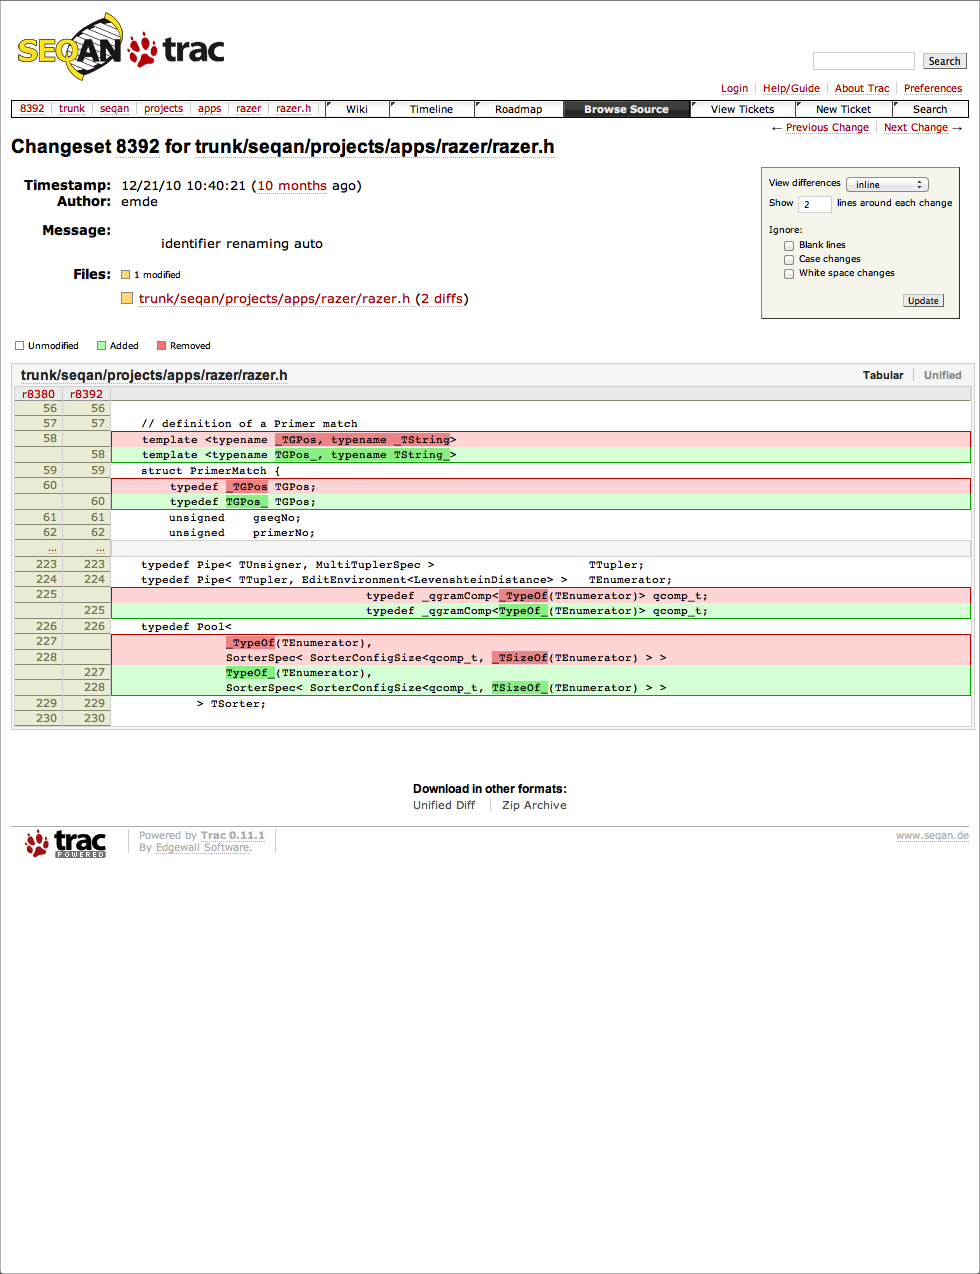 SEQAN trac
Search
Login Help/Guide About Trac Preferences
8392 trunk seqan projects apps razer razer.h Wiki Timeline Roadmap Browse Source View Tickets New Ticket Search
← Previous Change Next Change →
Changeset 8392 for trunk/seqan/projects/apps/razer/razer.h
Timestamp: 12/21/10 10:40:21 (10 months ago)
Author: emde
Message:
identifier renaming auto
Files: 1 modified
trunk/seqan/projects/apps/razer/razer.h (2 diffs)
View differences inline
Show 2 lines around each change
Ignore:
Blank lines
Case changes
White space changes
Update
Unmodified Added Removed
trunk/seqan/projects/apps/razer/razer.h Tabular Unified
r8380 r8392
56 56
57 57 // definition of a Primer match
58 template <typename _TGPos, typename _TString>
58 template <typename TGPos_, typename TString_>
59 59 struct PrimerMatch {
60 typedef _TGPos TGPos;
60 typedef TGPos_ TGPos;
61 61 unsigned gseqNo;
62 62 unsigned primerNo;
… …
223 223 typedef Pipe< TUnsigner, MultiTuplerSpec > TTupler;
224 224 typedef Pipe< TTupler, EditEnvironment<LevenshteinDistance> > TEnumerator;
225 typedef _qgramComp<_TypeOf(TEnumerator)> qcomp_t;
225 typedef _qgramComp<TypeOf_(TEnumerator)> qcomp_t;
226 226 typedef Pool<
227 _TypeOf(TEnumerator),
228 SorterSpec< SorterConfigSize<qcomp_t, _TSizeOf(TEnumerator) > >
227 TypeOf_(TEnumerator),
228 SorterSpec< SorterConfigSize<qcomp_t, TSizeOf_(TEnumerator) > >
229 229 > TSorter;
230 230
Download in other formats:
Unified Diff Zip Archive
trac POWERED
Powered by Trac 0.11.1
By Edgewall Software.
www.seqan.de